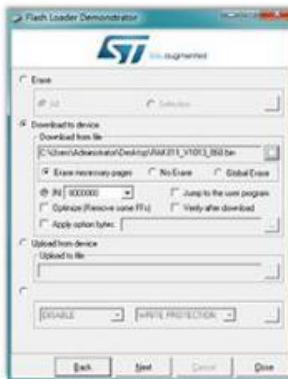 Flash Loader Demonstrator
ST
life.augmented
Erase
All
Selection
...
Download to device
Download from file
C:\Users\Administrator\Desktop\RAK811_V1013_868.bin
Erase necessary pages
No Erase
Global Erase
@
8000000
Jump to the user program
Optimize (Remove some FFs)
Verify after download
Apply option bytes
Upload from device
Upload to file
...
DISABLE
WRITE PROTECTION
...
Back
Next
Cancel
Close